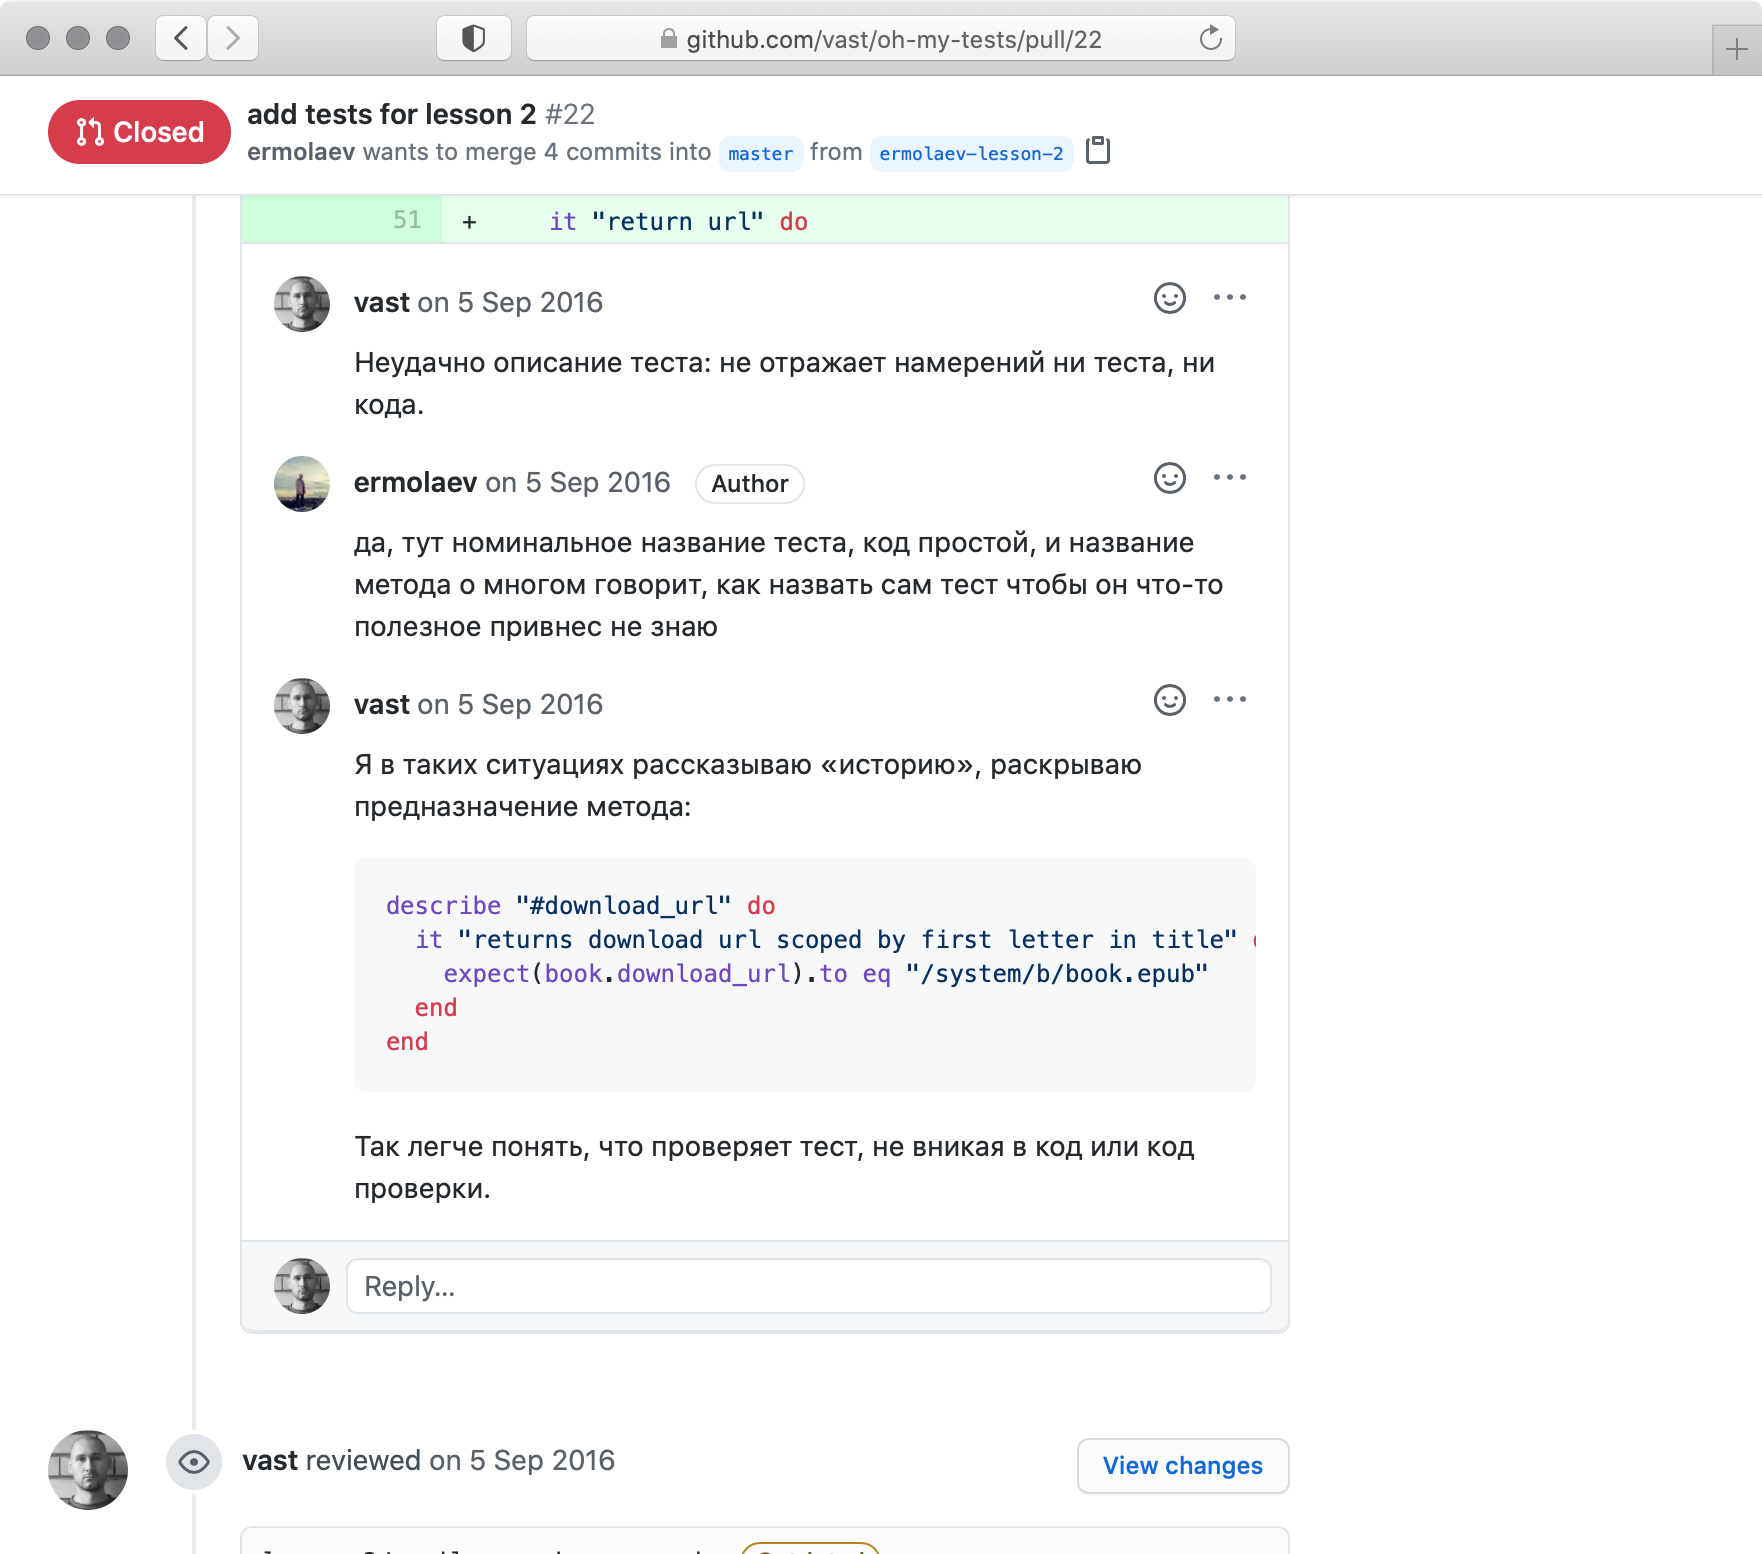 github.com/vast/oh-my-tests/pull/22
Closed
add tests for lesson 2 #22
ermolaev wants to merge 4 commits into master from ermolaev-lesson-2
51 + it "return url" do
vast on 5 Sep 2016
Неудачно описание теста: не отражает намерений ни теста, ни
кода.
ermolaev on 5 Sep 2016 Author
да, тут номинальное название теста, код простой, и название
метода о многом говорит, как назвать сам тест чтобы он что-то
полезное привнес не знаю
vast on 5 Sep 2016
Я в таких ситуациях рассказываю «историю», раскрываю
предназначение метода:
describe "#download_url" do
it "returns download url scoped by first letter in title"
expect(book.download_url).to eq "/system/b/book.epub"
end
end
Так легче понять, что проверяет тест, не вникая в код или код
проверки.
Reply...
vast reviewed on 5 Sep 2016
View changes